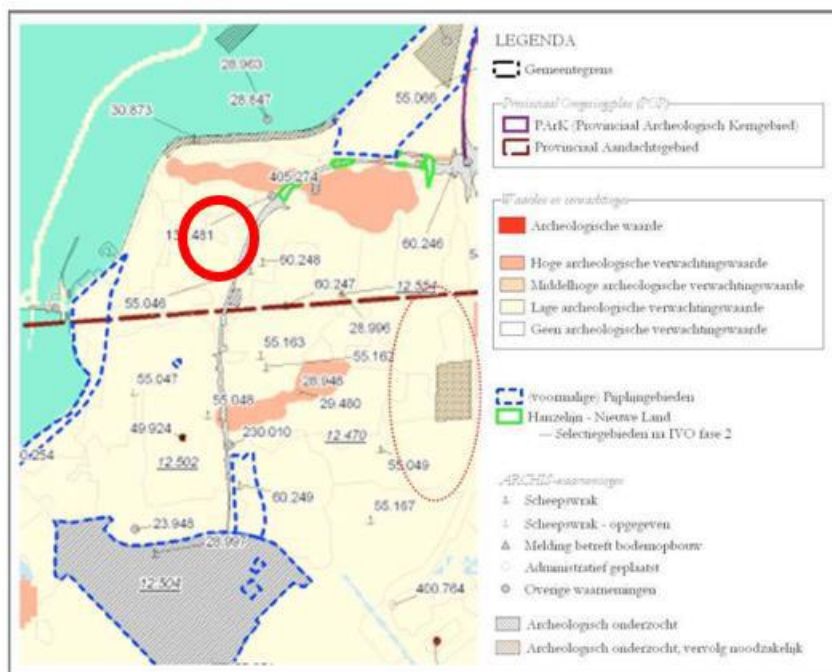 28.963
28.847
30.873
55.066
405.274
60.246
60.248
55.046
60.247
12.554
28.996
55.163
55.162
55.047
28.948
55.048
29.480
49.924
230.010
12.470
12.502
55.049
60.249
55.167
23.948
28.997
12.504
400.764
LEGENDA
Gemeentegrens
Provinciaal Omgevingsplan (POP)
PArK (Provinciaal Archeologisch Kerngebied)
Provinciaal Aandachtsgebied
Waarden en verwachtingen
Archeologische waarde
Hoge archeologische verwachtingswaarde
Middelhoge archeologische verwachtingswaarde
Lage archeologische verwachtingswaarde
Geen archeologische verwachtingswaarde
(voormalige) Pijplijngebieden
Hanzelijn - Nieuwe Land
— Selectiegebieden na IVO fase 2
ARCHIS-waarnemingen
Scheepswrak
Scheepswrak - opgegeven
Melding betreft bodemopbouw
Administratief geplaatst
Overige waarnemingen
Archeologisch onderzocht
Archeologisch onderzocht, vervolg noodzakelijk